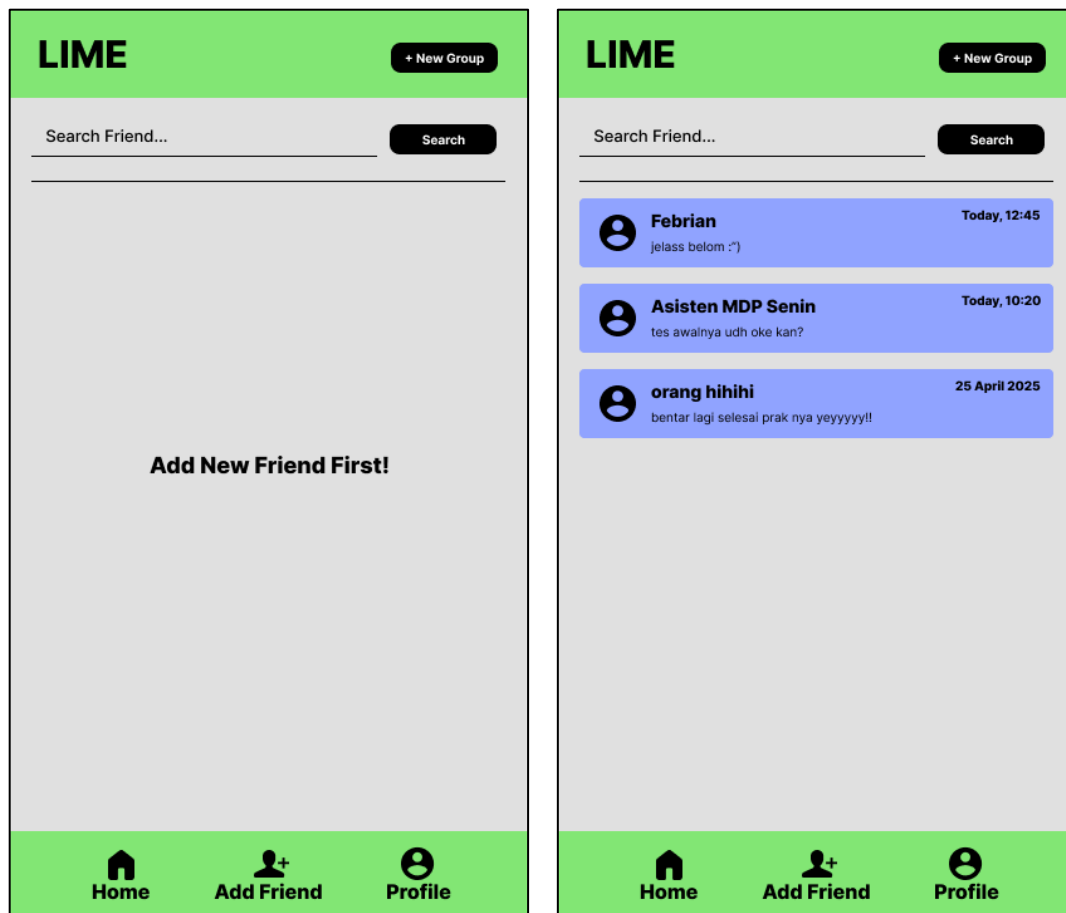 LIME
+ New Group
Search Friend...
Search
Add New Friend First!
Home
Add Friend
Profile
LIME
+ New Group
Search Friend...
Search
Febrian
Today, 12:45
jelass belom :")
Asisten MDP Senin
Today, 10:20
tes awalnya udh oke kan?
orang hihihi
25 April 2025
bentar lagi selesai prak nya yeyyyyy!!
Home
Add Friend
Profile